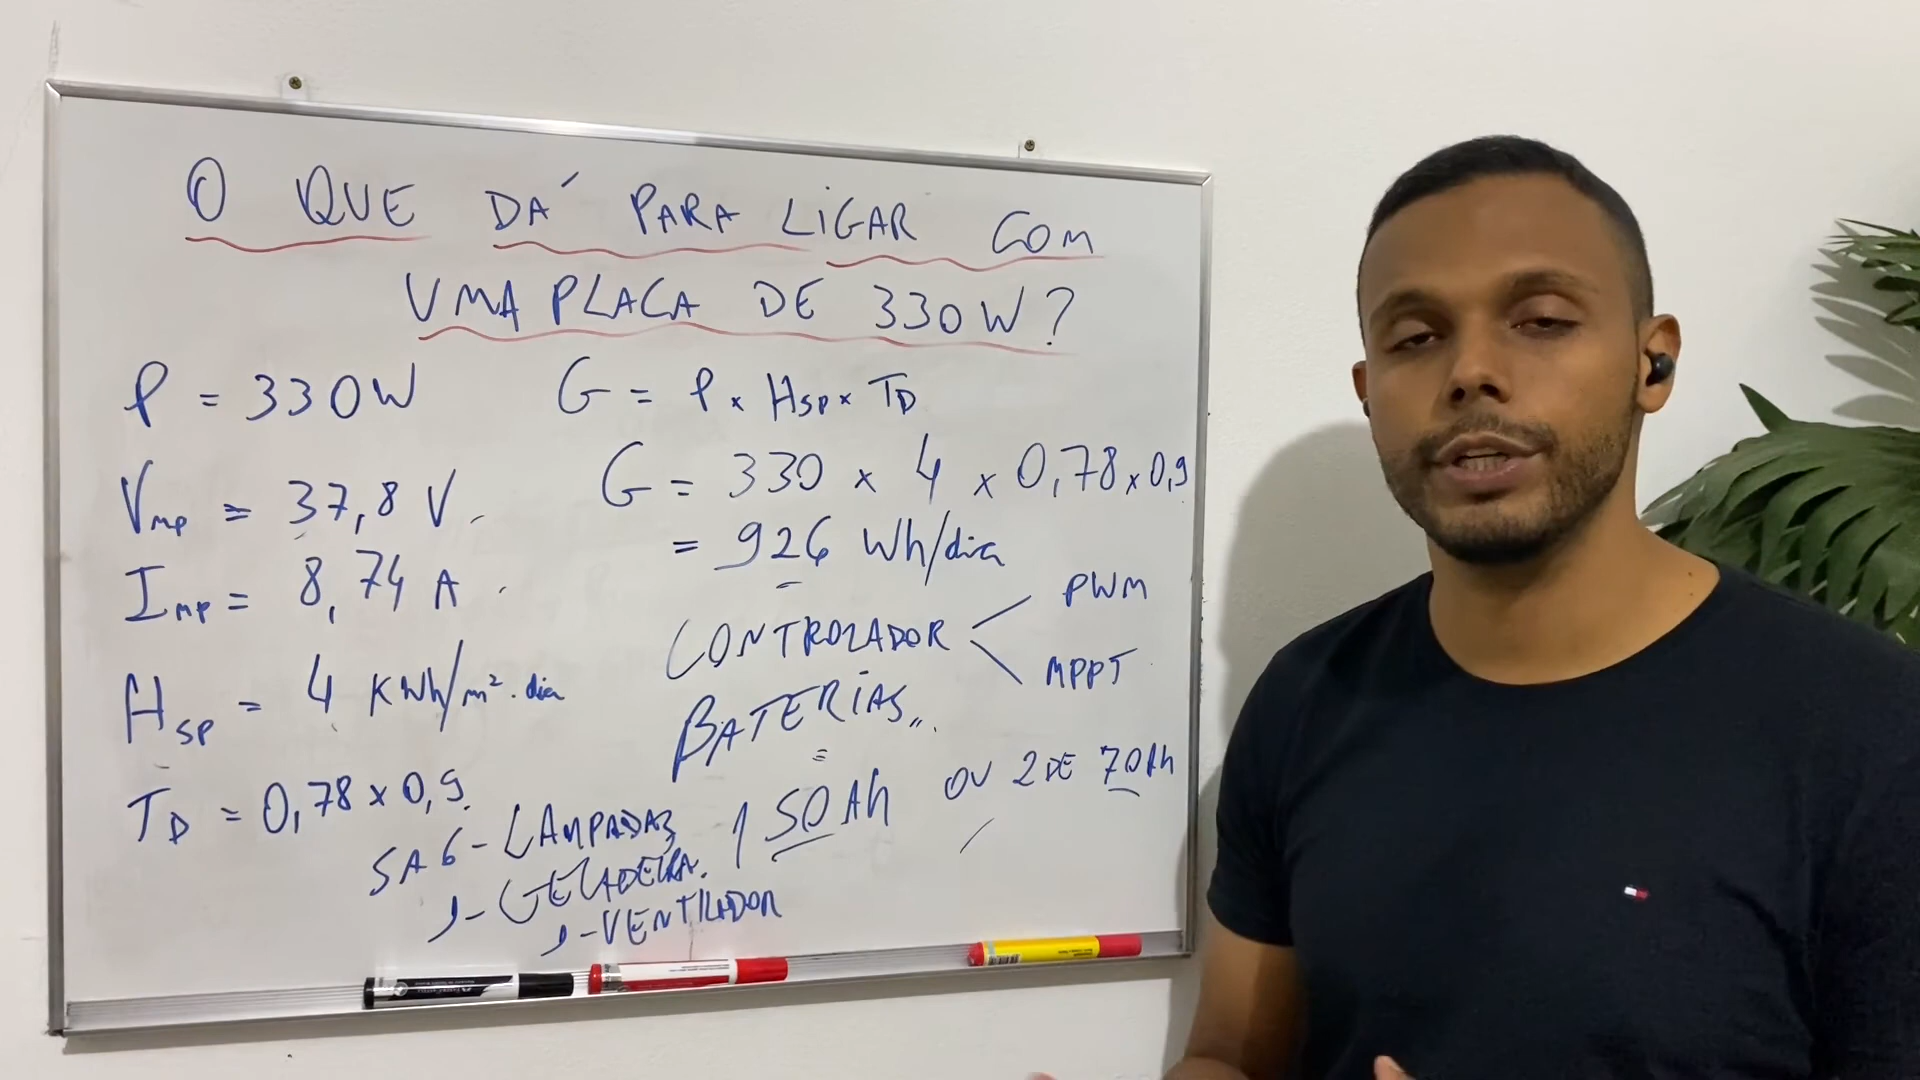 O QUE DÁ PARA LIGAR COM
UMA PLACA DE 330W?
P = 330W
Vmp = 37,8 V
Imp = 8,74 A
HSP = 4 KWh/m². dia
TD = 0,78 x 0,9
G = P x HSP x TD
G = 330 x 4 x 0,78 x 0,9
= 926 Wh/dia
CONTROLADOR
PWM
MPPT
BATERIAS
150Ah OU 2 DE 70Ah
5 A 6 - LAMPADAS
1 - GELADEIRA.
1 - VENTILADOR